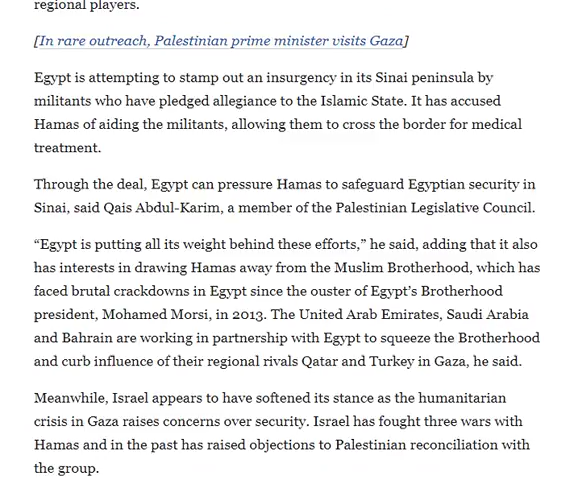 regional players.
[In rare outreach, Palestinian prime minister visits Gaza]
Egypt is attempting to stamp out an insurgency in its Sinai peninsula by
militants who have pledged allegiance to the Islamic State. It has accused
Hamas of aiding the militants, allowing them to cross the border for medical
treatment.
Through the deal, Egypt can pressure Hamas to safeguard Egyptian security in
Sinai, said Qais Abdul-Karim, a member of the Palestinian Legislative Council.
“Egypt is putting all its weight behind these efforts,” he said, adding that it also
has interests in drawing Hamas away from the Muslim Brotherhood, which has
faced brutal crackdowns in Egypt since the ouster of Egypt’s Brotherhood
president, Mohamed Morsi, in 2013. The United Arab Emirates, Saudi Arabia
and Bahrain are working in partnership with Egypt to squeeze the Brotherhood
and curb influence of their regional rivals Qatar and Turkey in Gaza, he said.
Meanwhile, Israel appears to have softened its stance as the humanitarian
crisis in Gaza raises concerns over security. Israel has fought three wars with
Hamas and in the past has raised objections to Palestinian reconciliation with
the group.